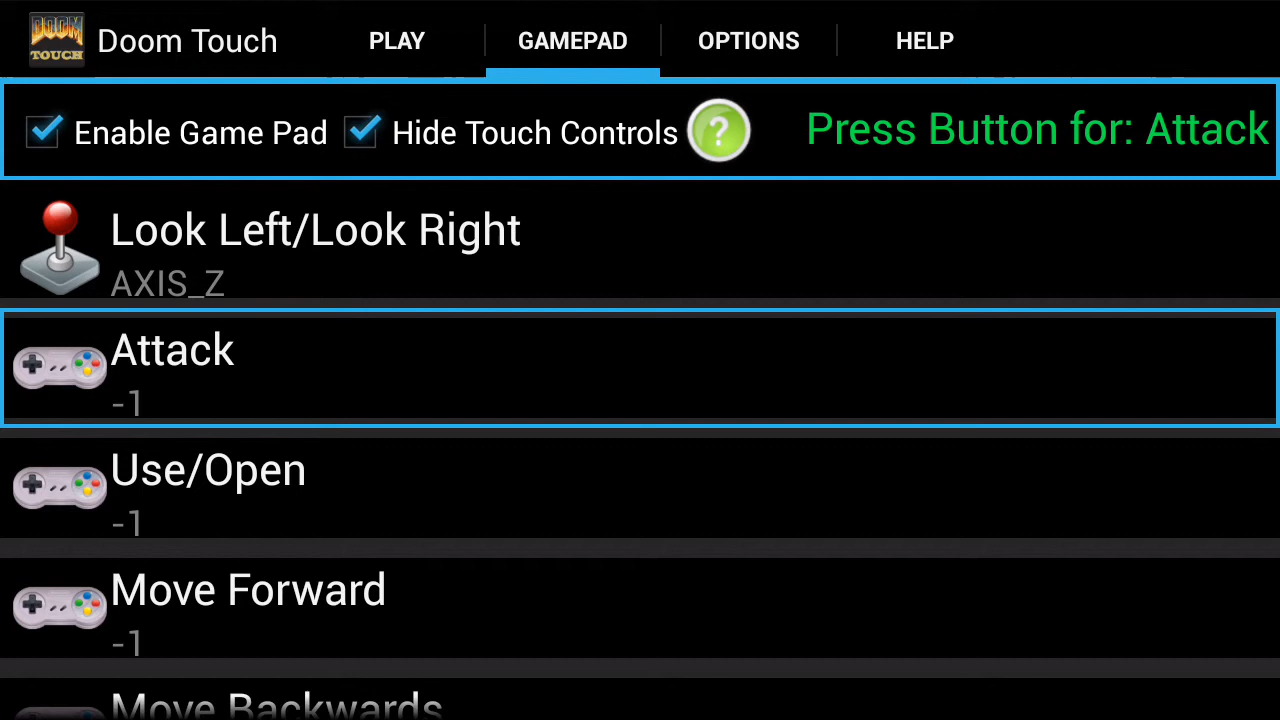 DOOM
TOUCH
Doom Touch
PLAY
GAMEPAD
OPTIONS
HELP
Enable Game Pad
Hide Touch Controls
?
Press Button for: Attack
Look Left/Look Right
AXIS_Z
Attack
-1
Use/Open
-1
Move Forward
-1
Move Backwards